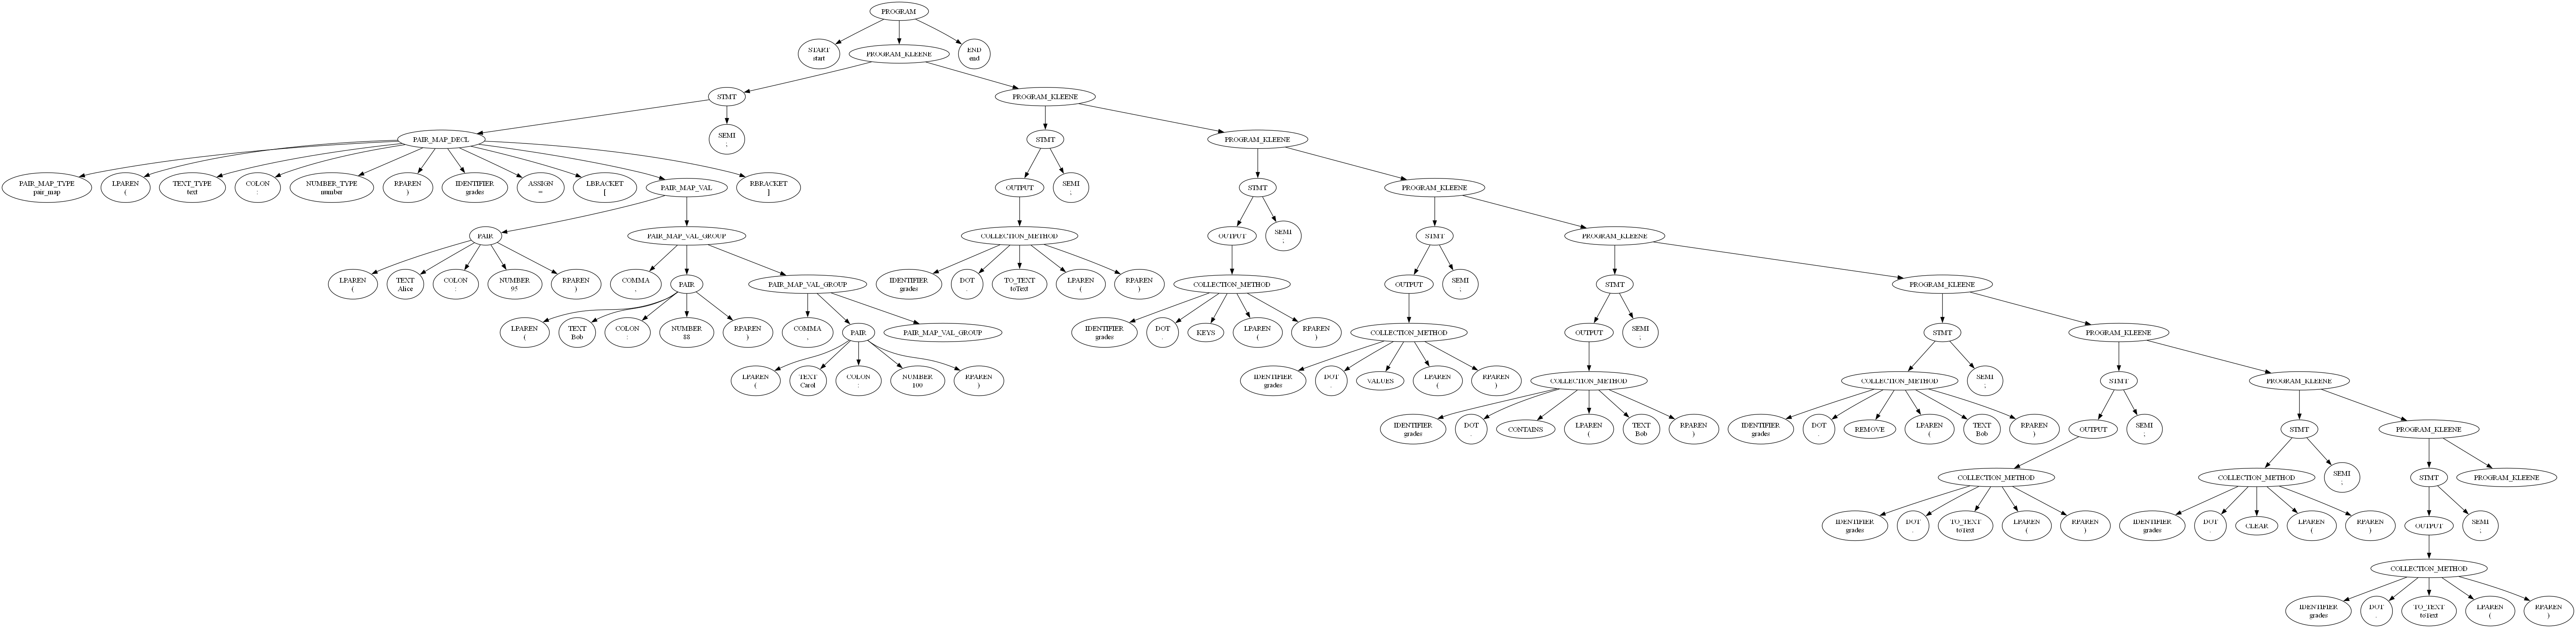 PROGRAM
START
start
PROGRAM_KLEENE
END
end
STMT
PROGRAM_KLEENE
PAIR_MAP_DECL
SEMI
;
STMT
PROGRAM_KLEENE
PAIR_MAP_TYPE
pair_map
LPAREN
(
TEXT_TYPE
text
COLON
:
NUMBER_TYPE
number
RPAREN
)
IDENTIFIER
grades
ASSIGN
=
LBRACKET
[
PAIR_MAP_VAL
RBRACKET
]
OUTPUT
SEMI
;
STMT
PROGRAM_KLEENE
PAIR
PAIR_MAP_VAL_GROUP
COLLECTION_METHOD
OUTPUT
SEMI
;
STMT
PROGRAM_KLEENE
LPAREN
(
TEXT
Alice
COLON
:
NUMBER
95
RPAREN
)
COMMA
,
PAIR
PAIR_MAP_VAL_GROUP
IDENTIFIER
grades
DOT
.
TO_TEXT
toText
LPAREN
(
RPAREN
)
COLLECTION_METHOD
OUTPUT
SEMI
;
STMT
PROGRAM_KLEENE
LPAREN
(
TEXT
Bob
COLON
:
NUMBER
88
RPAREN
)
COMMA
,
PAIR
PAIR_MAP_VAL_GROUP
IDENTIFIER
grades
DOT
.
KEYS
LPAREN
(
RPAREN
)
COLLECTION_METHOD
OUTPUT
SEMI
;
STMT
PROGRAM_KLEENE
LPAREN
(
TEXT
Carol
COLON
:
NUMBER
100
RPAREN
)
IDENTIFIER
grades
DOT
.
VALUES
LPAREN
(
RPAREN
)
COLLECTION_METHOD
COLLECTION_METHOD
SEMI
;
STMT
PROGRAM_KLEENE
IDENTIFIER
grades
DOT
.
CONTAINS
LPAREN
(
TEXT
Bob
RPAREN
)
IDENTIFIER
grades
DOT
.
REMOVE
LPAREN
(
TEXT
Bob
RPAREN
)
OUTPUT
SEMI
;
STMT
PROGRAM_KLEENE
COLLECTION_METHOD
COLLECTION_METHOD
SEMI
;
STMT
PROGRAM_KLEENE
IDENTIFIER
grades
DOT
.
TO_TEXT
toText
LPAREN
(
RPAREN
)
IDENTIFIER
grades
DOT
.
CLEAR
LPAREN
(
RPAREN
)
OUTPUT
SEMI
;
COLLECTION_METHOD
IDENTIFIER
grades
DOT
.
TO_TEXT
toText
LPAREN
(
RPAREN
)